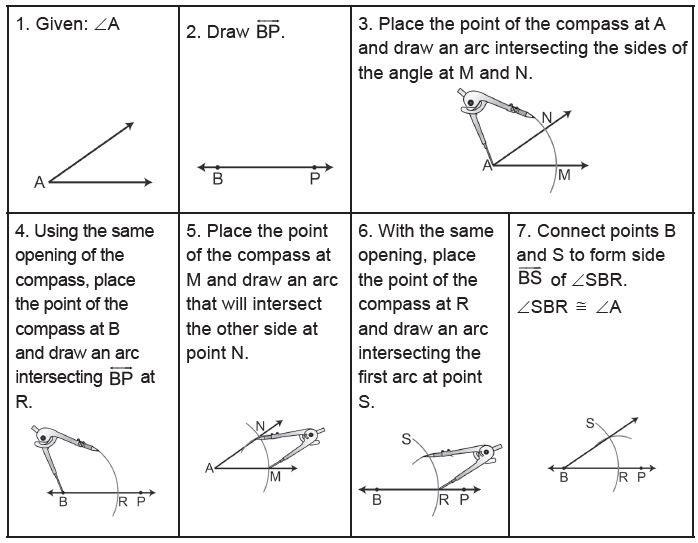 1. Given: ∠A
A
2. Draw BP.
B P
3. Place the point of the compass at A
and draw an arc intersecting the sides of
the angle at M and N.
N
A
M
4. Using the same
opening of the
compass, place
the point of the
compass at B
and draw an arc
intersecting BP at
R.
B R P
5. Place the point
of the compass at
M and draw an arc
that will intersect
the other side at
point N.
N
A
M
6. With the same
opening, place
the point of the
compass at R
and draw an arc
intersecting the
first arc at point
S.
S
B R P
7. Connect points B
and S to form side
BS of ∠SBR.
∠SBR ≅ ∠A
S
B R P